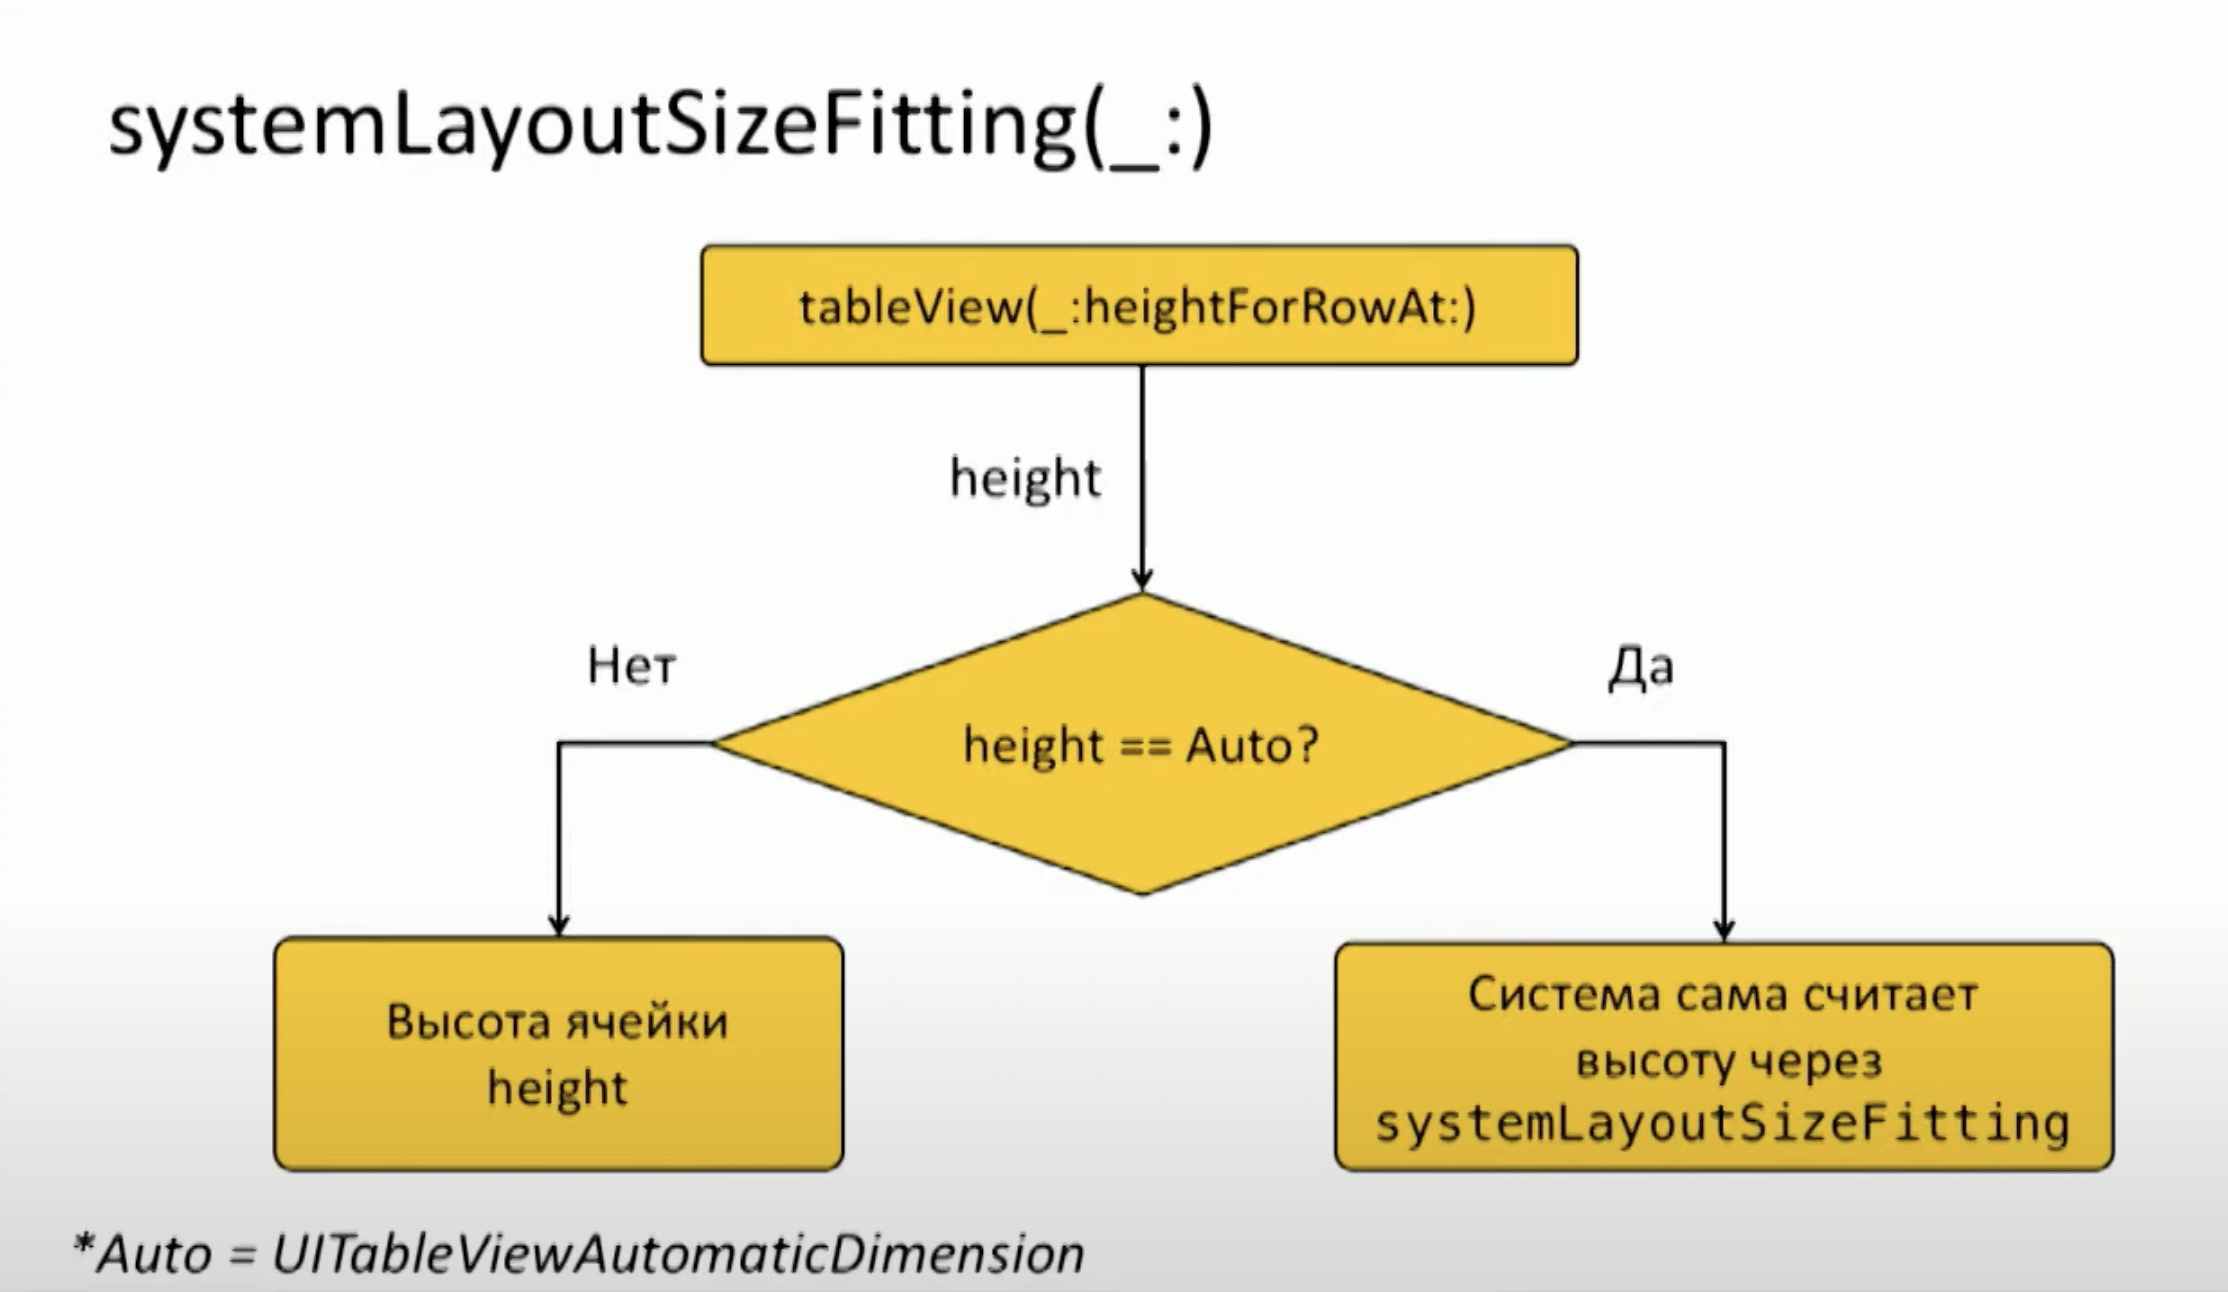 systemLayoutSizeFitting(_:)
tableView(_:heightForRowAt:)
height
Нет
Да
height == Auto?
Высота ячейки
height
Система сама считает
высоту через
systemLayoutSizeFitting
*Auto = UITableViewAutomaticDimension